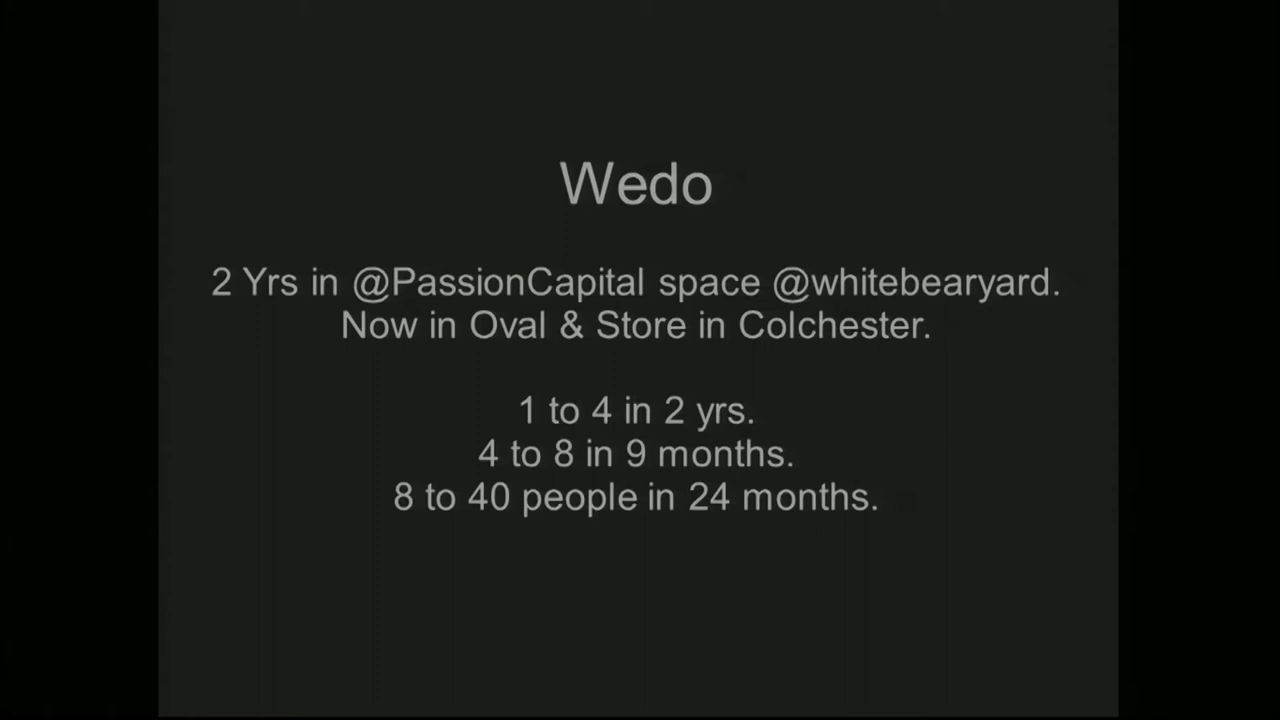 Wedo
2 Yrs in @PassionCapital space @whitebearyard.
Now in Oval & Store in Colchester.
1 to 4 in 2 yrs.
4 to 8 in 9 months.
8 to 40 people in 24 months.